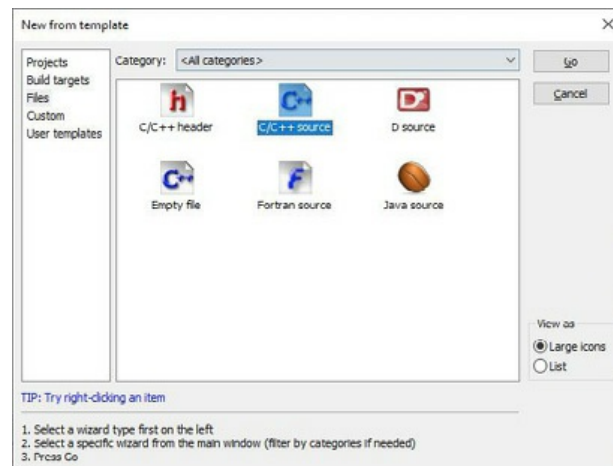 New from template
Projects
Build targets
Files
Custom
User templates
Category: <All categories>
C/C++ header
C/C++ source
D source
Empty file
Fortran source
Java source
Go
Cancel
View as
Large icons
List
TIP: Try right-clicking an item
1. Select a wizard type first on the left
2. Select a specific wizard from the main window (filter by categories if needed)
3. Press Go